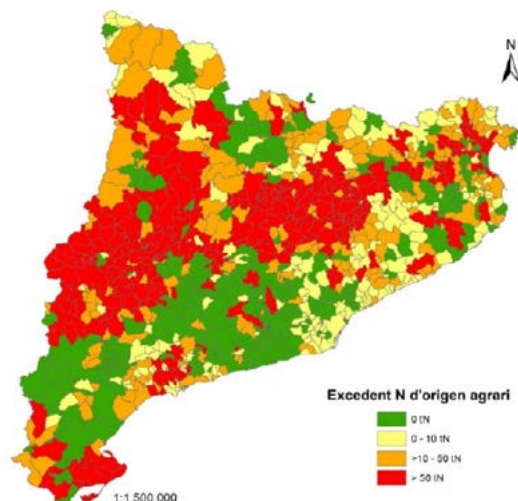 N
Excedent N d'origen agrari
0 tN
0 - 10 tN
>10 - 50 tN
> 50 tN
1:1.500.000